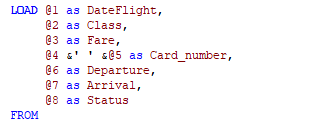 LOAD @1 as DateFlight,
@2 as Class,
@3 as Fare,
@4 &' ' &@5 as Card_number,
@6 as Departure,
@7 as Arrival,
@8 as Status
FROM